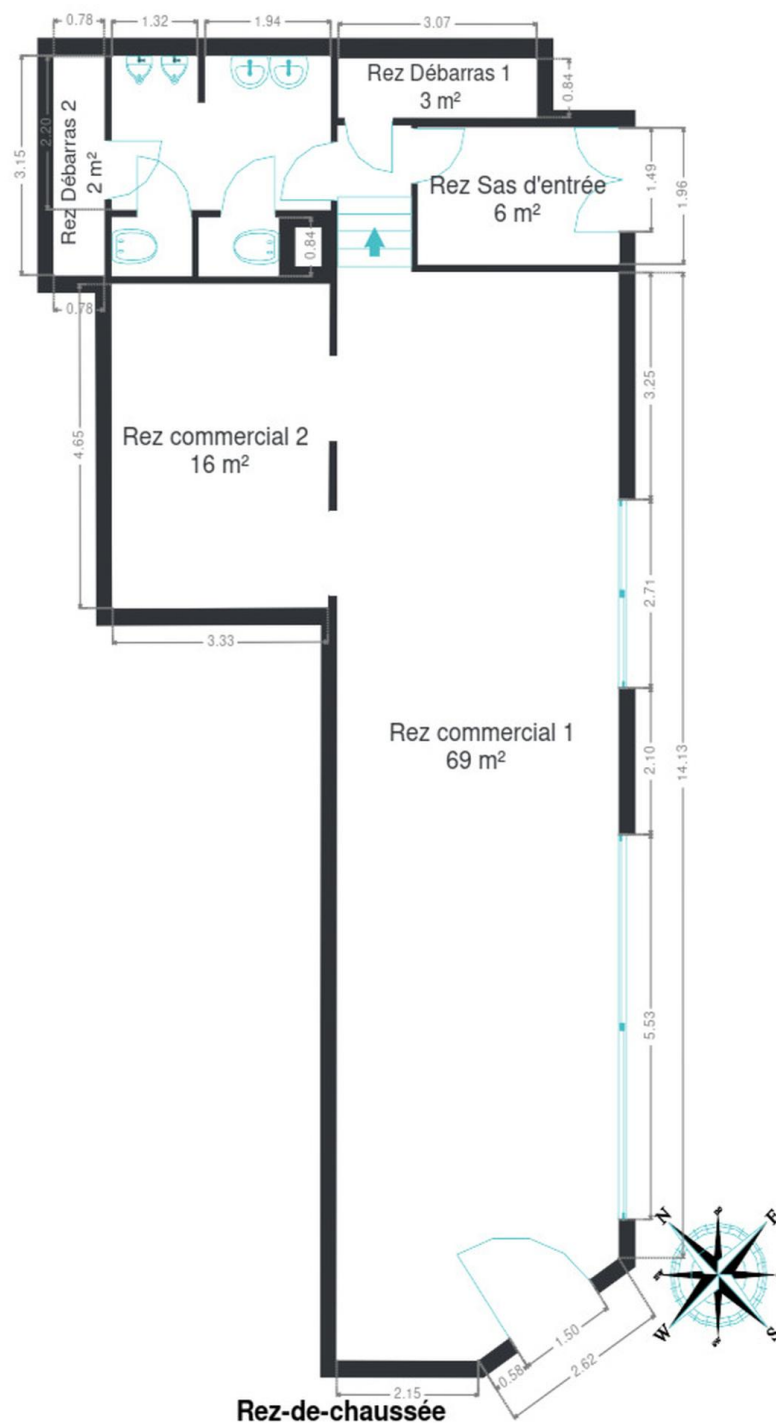 0.78
1.32
1.94
3.07
Rez Débarras 1
3 m²
0.84
3.15
2.20
Rez Débarras 2
2 m²
Rez Sas d'entrée
6 m²
1.49
1.96
0.84
0.78
4.65
Rez commercial 2
16 m²
3.25
3.33
2.71
Rez commercial 1
69 m²
2.10
14.13
5.53
N
E
W
S
1.50
0.58
2.62
2.15
Rez-de-chaussée